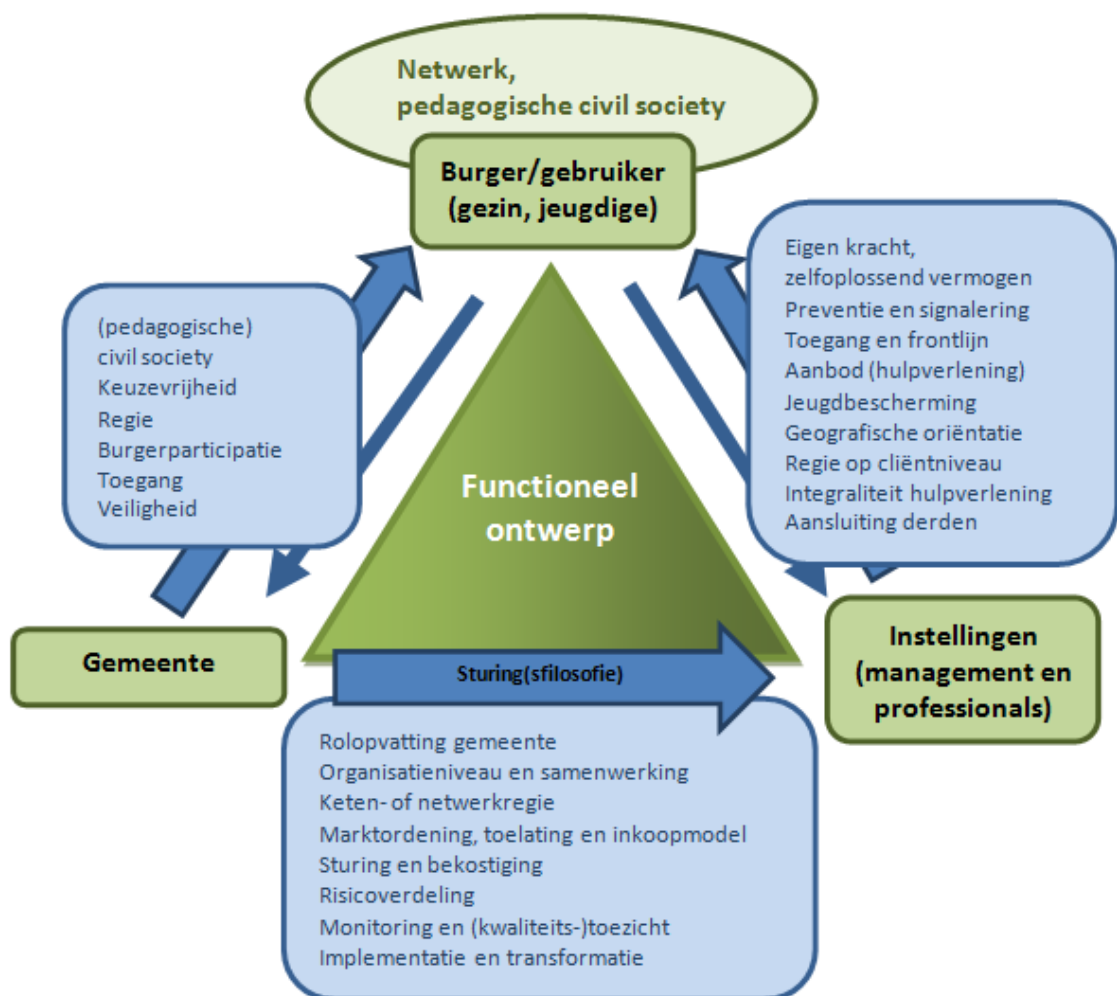 Netwerk,
pedagogische civil society
Burger/gebruiker
(gezin, jeugdige)
(pedagogische)
civil society
Keuzevrijheid
Regie
Burgerparticipatie
Toegang
Veiligheid
Eigen kracht,
zelfoplossend vermogen
Preventie en signalering
Toegang en frontlijn
Aanbod (hulpverlening)
Jeugdbescherming
Geografische oriëntatie
Regie op cliëntniveau
Integraliteit hulpverlening
Aansluiting derden
Functioneel
ontwerp
Gemeente
Instellingen
(management en
professionals)
Sturing(sfilosofie)
Rolopvatting gemeente
Organisatieniveau en samenwerking
Keten- of netwerkregie
Marktordening, toelating en inkoopmodel
Sturing en bekostiging
Risicoverdeling
Monitoring en (kwaliteits-)toezicht
Implementatie en transformatie